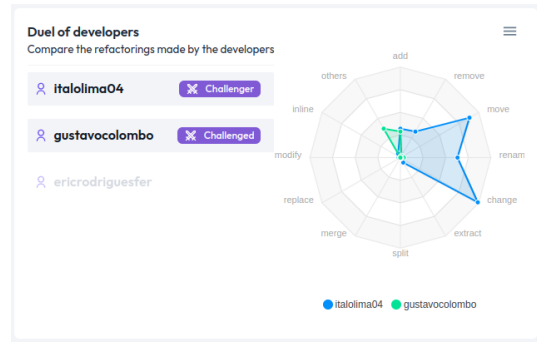 Duel of developers
Compare the refactorings made by the developers
italolima04
Challenger
gustavocolombo
Challenged
ericrodriguesfer
add
others
remove
inline
move
modify
renam
replace
change
merge
extract
split
italolima04
gustavocolombo